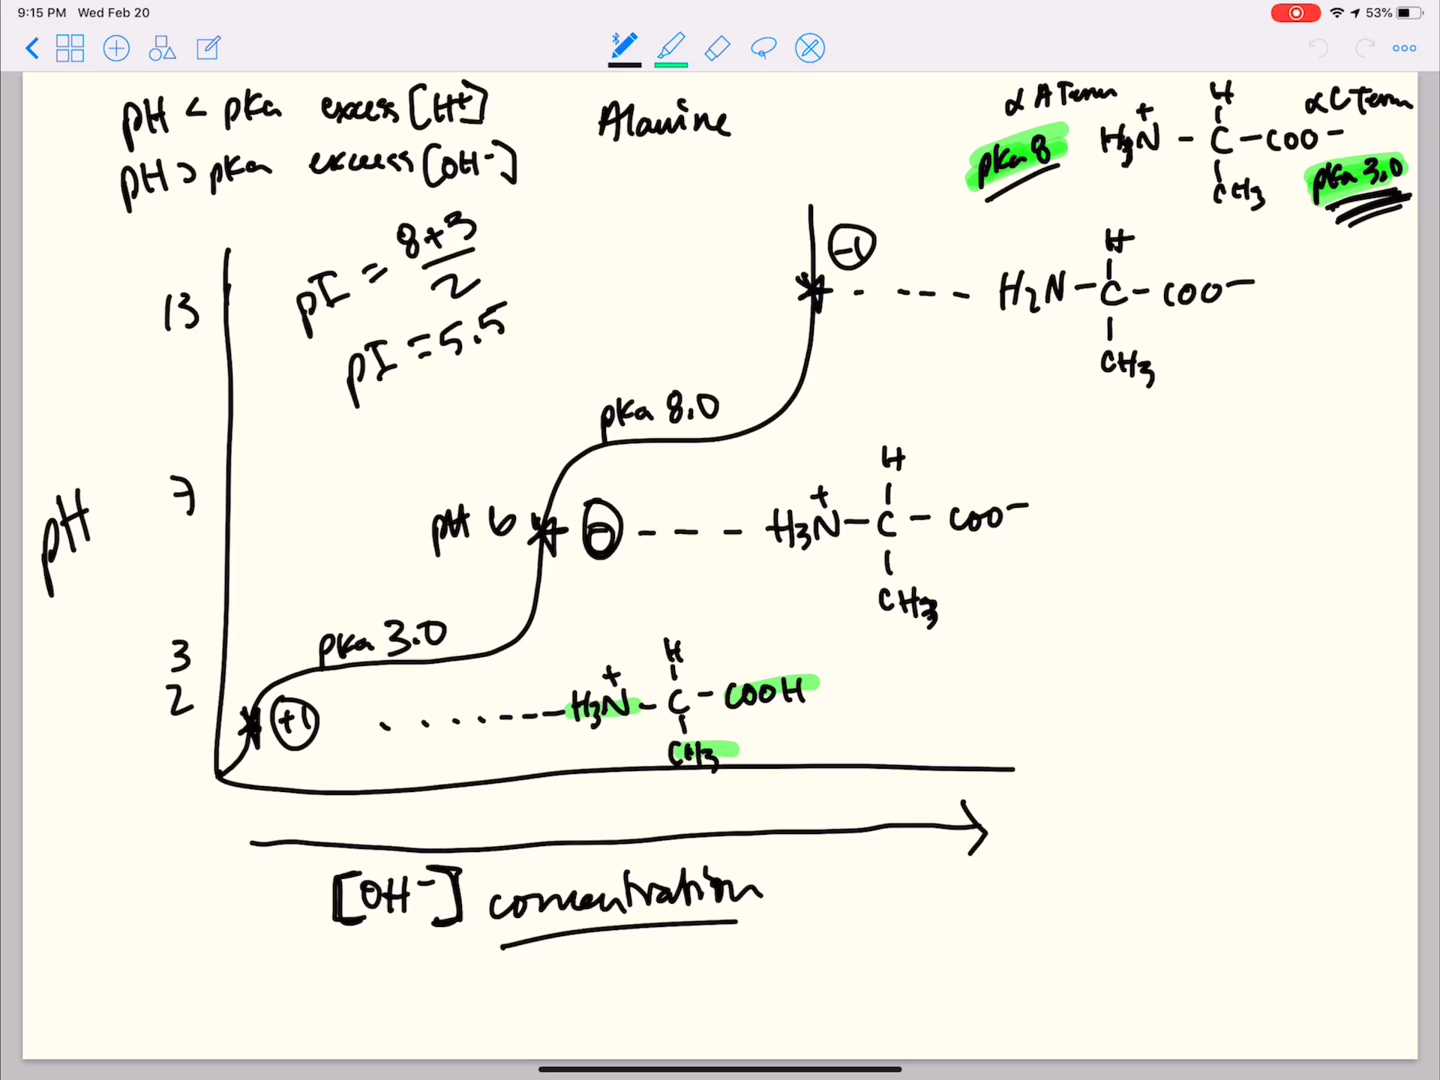 9:15 PM Wed Feb 20
53%
pH < pKa excess [H+]
pH > pKa excess [OH-]
Alanine
α A Term
α C Term
pKa 8
pKa 3.0
H
+
H3N - C - COO-
CH3
pI = 8+3
2
pI = 5.5
13
-1
H
H2N - C - COO-
CH3
pKa 8.0
7
pH
pH 6
0
H
+
H3N - C - COO-
CH3
pKa 3.0
3
2
+1
H
+
H3N - C - COOH
CH3
[OH-] concentration